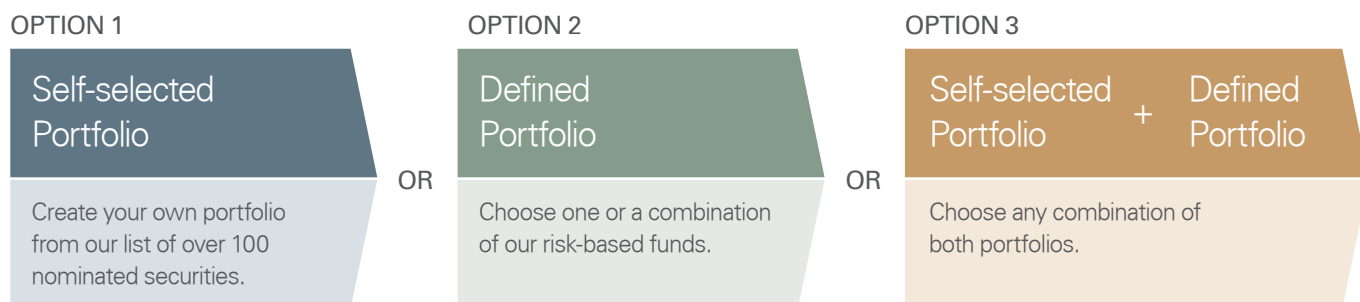 OPTION 1
Self-selected
Portfolio
Create your own portfolio
from our list of over 100
nominated securities.
OR
OPTION 2
Defined
Portfolio
Choose one or a combination
of our risk-based funds.
OR
OPTION 3
Self-selected
Portfolio
+
Defined
Portfolio
Choose any combination of
both portfolios.